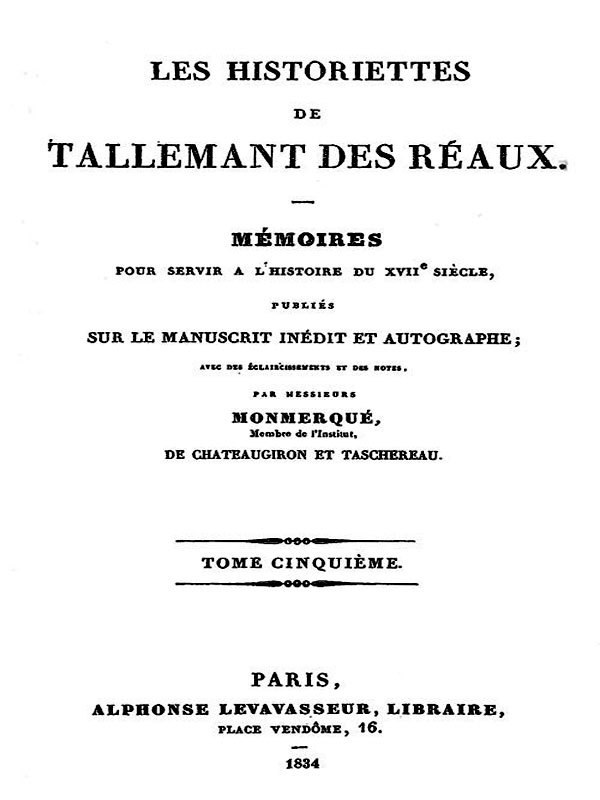 LES HISTORIETTES
DE
TALLEMANT DES RÉAUX.
MÉMOIRES
POUR SERVIR A L'HISTOIRE DU XVIIe SIÈCLE,
PUBLIÉS
SUR LE MANUSCRIT INÉDIT ET AUTOGRAPHE;
AVEC DES ÉCLAIRCISSEMENTS ET DES NOTES,
PAR MESSIEURS
MONMERQUÉ,
Membre de l'Institut,
DE CHATEAUGIRON ET TASCHEREAU.
TOME CINQUIÈME.
PARIS,
ALPHONSE LEVAVASSEUR, LIBRAIRE,
PLACE VENDÔME, 16.
1834